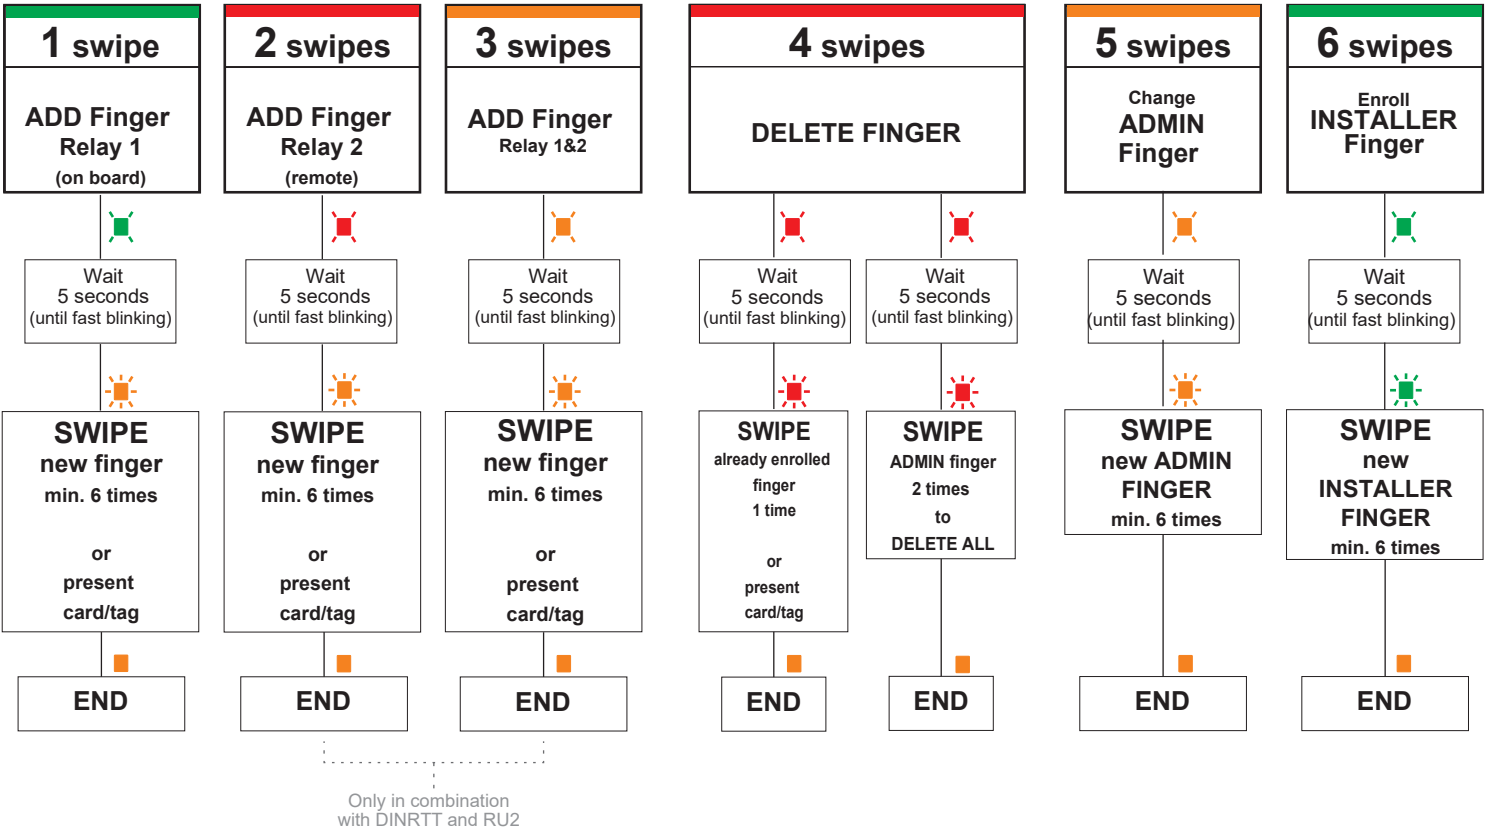 1 swipe
ADD Finger
Relay 1
(on board)
Wait
5 seconds
(until fast blinking)
SWIPE
new finger
min. 6 times
or
present
card/tag
END
2 swipes
ADD Finger
Relay 2
(remote)
Wait
5 seconds
(until fast blinking)
SWIPE
new finger
min. 6 times
or
present
card/tag
END
3 swipes
ADD Finger
Relay 1&2
Wait
5 seconds
(until fast blinking)
SWIPE
new finger
min. 6 times
or
present
card/tag
END
Only in combination
with DINRTT and RU2
4 swipes
DELETE FINGER
Wait
5 seconds
(until fast blinking)
SWIPE
already enrolled
finger
1 time
or
present
card/tag
END
Wait
5 seconds
(until fast blinking)
SWIPE
ADMIN finger
2 times
to
DELETE ALL
END
5 swipes
Change
ADMIN
Finger
Wait
5 seconds
(until fast blinking)
SWIPE
new ADMIN
FINGER
min. 6 times
END
6 swipes
Enroll
INSTALLER
Finger
Wait
5 seconds
(until fast blinking)
SWIPE
new
INSTALLER
FINGER
min. 6 times
END